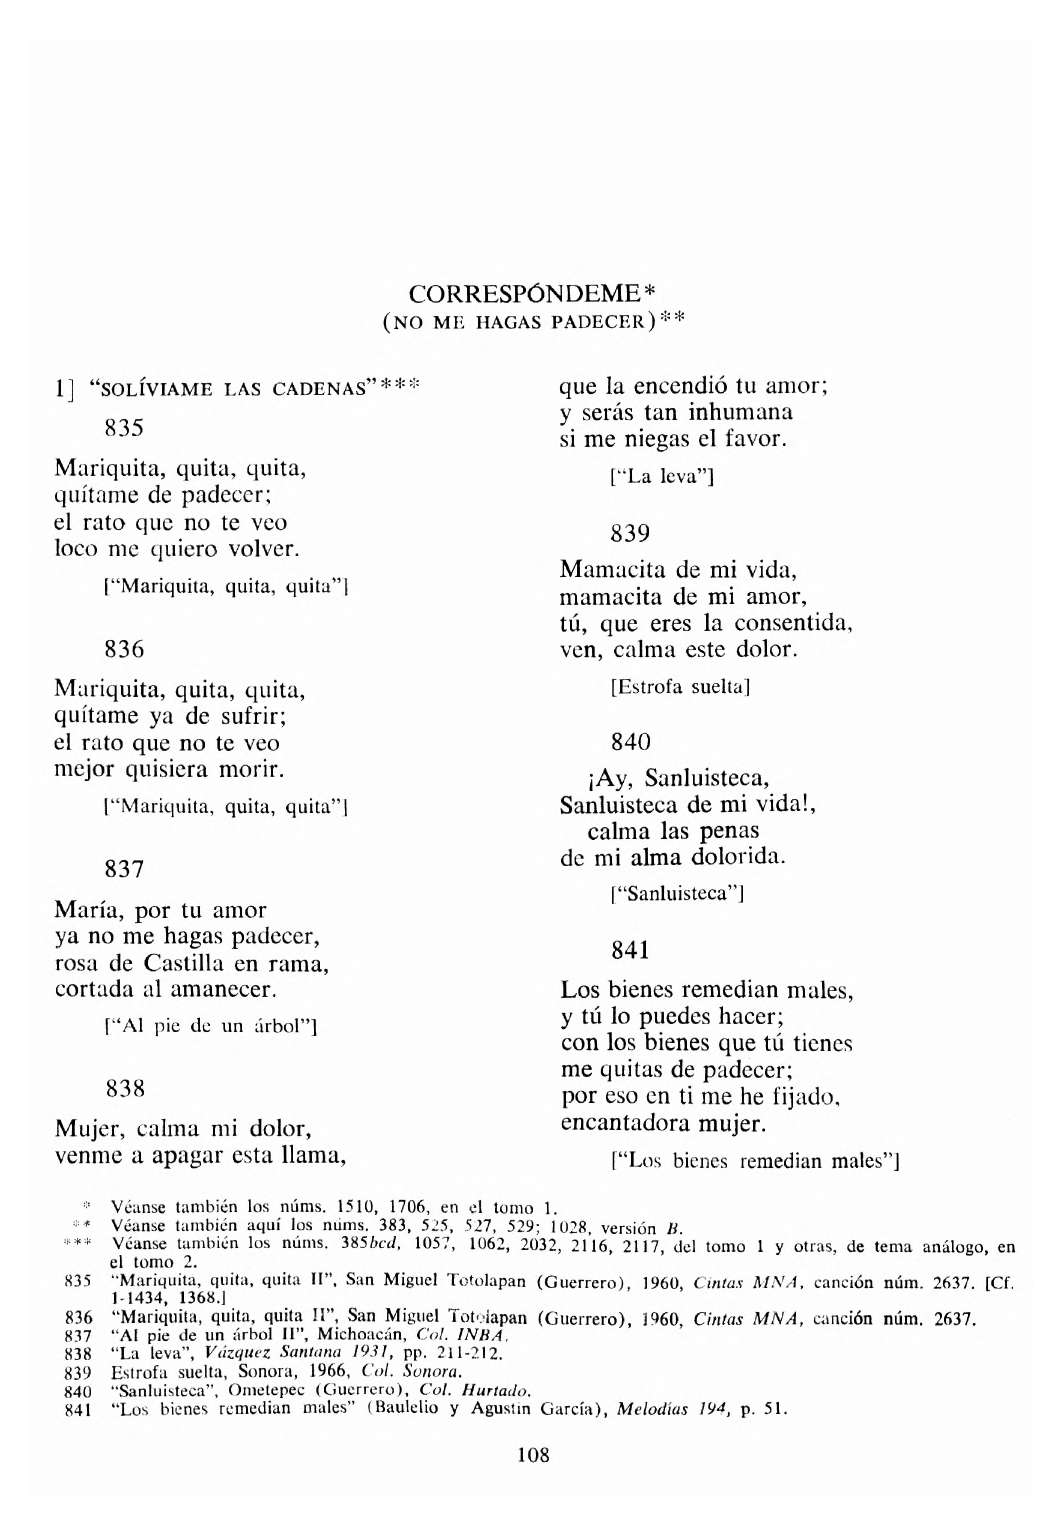 CORRESPÓNDEME*
(NO ME HAGAS PADECER)**
1] “SOLÍVIAME LAS CADENAS”***
835
Mariquita, quita, quita,
quítame de padecer;
el rato que no te veo
loco me quiero volver.
[“Mariquita, quita, quita”]
836
Mariquita, quita, quita,
quítame ya de sufrir;
el rato que no te veo
mejor quisiera morir.
[“Mariquita, quita, quita”]
837
María, por tu amor
ya no me hagas padecer,
rosa de Castilla en rama,
cortada al amanecer.
[“Al pie de un árbol”]
838
Mujer, calma mi dolor,
venme a apagar esta llama,
que la encendió tu amor;
y serás tan inhumana
si me niegas el favor.
[“La leva”]
839
Mamacita de mi vida,
mamacita de mi amor,
tú, que eres la consentida,
ven, calma este dolor.
[Estrofa suelta]
840
¡Ay, Sanluisteca,
Sanluisteca de mi vida!,
calma las penas
de mi alma dolorida.
[“Sanluisteca”]
841
Los bienes remedian males,
y tú lo puedes hacer;
con los bienes que tú tienes
me quitas de padecer;
por eso en ti me he fijado,
encantadora mujer.
[“Los bienes remedian males”]
* Véanse también los núms. 1510, 1706, en el tomo 1.
** Véanse también aquí los núms. 383, 525, 527, 529; 1028, versión B.
*** Véanse también los núms. 385bcd, 1057, 1062, 2032, 2116, 2117, del tomo 1 y otras, de tema análogo, en
el tomo 2.
835 “Mariquita, quita, quita II”, San Miguel Totolapan (Guerrero), 1960, Cintas MNA, canción núm. 2637. [Cf.
1-1434, 1368.]
836 “Mariquita, quita, quita II”, San Miguel Totolapan (Guerrero), 1960, Cintas MNA, canción núm. 2637.
837 “Al pie de un árbol II”, Michoacán, Col. INBA.
838 “La leva”, Vázquez Santana 1931, pp. 211-212.
839 Estrofa suelta, Sonora, 1966, Col. Sonora.
840 “Sanluisteca”, Ometepec (Guerrero), Col. Hurtado.
841 “Los bienes remedian males” (Baulelio y Agustín García), Melodías 194, p. 51.
108